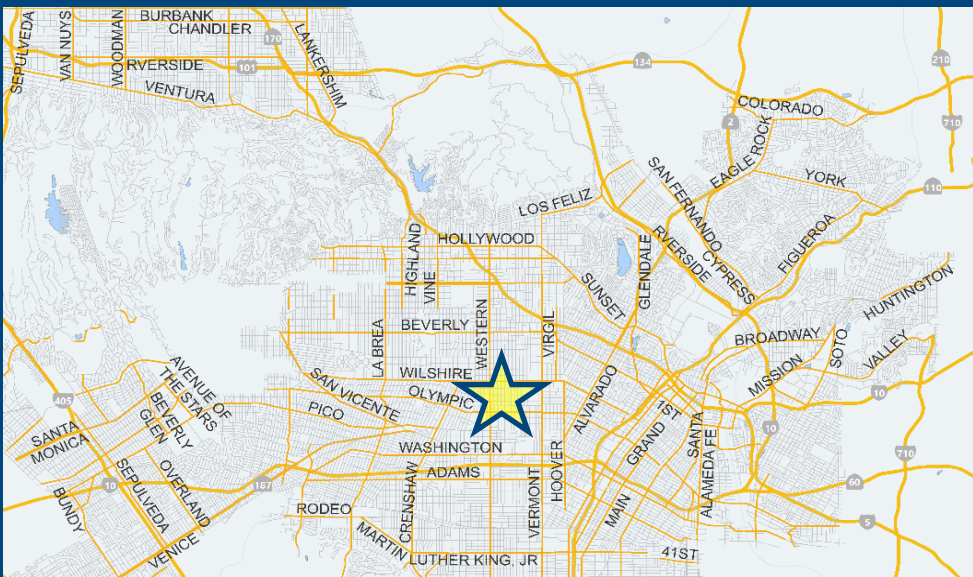 BURBANK
CHANDLER
SEPULVEDA
VAN NUYS
WOODMAN
LANKERSHIM
170
RVERSIDE
101
134
210
VENTURA
COLORADO
2
710
EAGLE ROCK
SAN FERNANDO
YORK
110
LOS FELIZ
HOLLYWOOD
HIGHLAND
VINE
SUNSET
GLENDALE
RVERSIDE
CYPRESS
FIGUEROA
HUNTINGTON
LA BREA
BEVERLY
WESTERN
VIRGIL
BROADWAY
SOTO
VALLEY
MISSION
AVENUE OF
THE STARS
BEVERLY
GLEN
WILSHIRE
SAN VICENTE
OLYMPIC
PICO
ALVARADO
1ST
GRAND
SANTA
FE
ALAMEDA
10
10
405
SANTA
MONICA
WASHINGTON
ADAMS
HOOVER
VERMONT
CRENSHAW
710
60
5
10
187
SEPULVEDA
OVERLAND
BUNDY
VENICE
RODEO
MAIN
MARTIN
LUTHER KING, JR
41ST